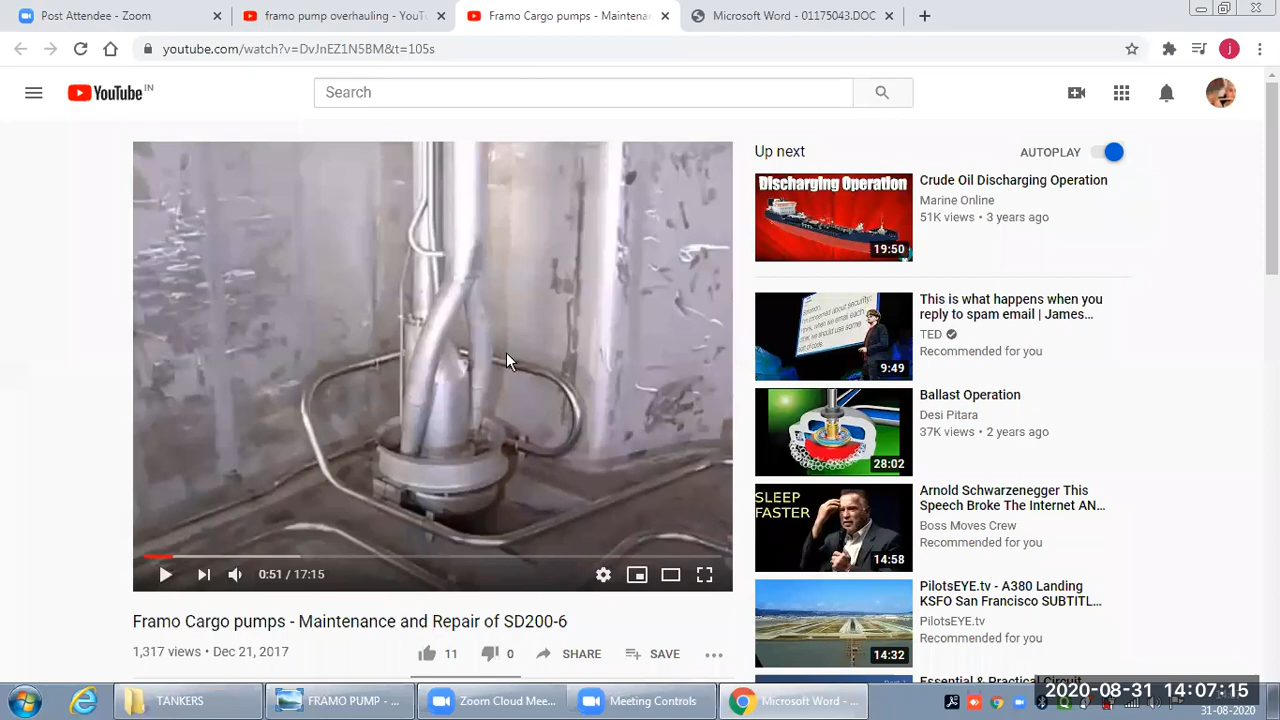 Post Attendee - Zoom
framo pump overhauling - YouTu
Framo Cargo pumps - Maintenan
Microsoft Word - 01175043.DOC
youtube.com/watch?v=DvJnEZ1N5BM&t=105s
YouTube IN
Search
Up next
AUTOPLAY
Discharging Operation
19:50
Crude Oil Discharging Operation
Marine Online
51K views • 3 years ago
9:49
This is what happens when you
reply to spam email | James...
TED
Recommended for you
28:02
Ballast Operation
Desi Pitara
37K views • 2 years ago
SLEEP
FASTER
14:58
Arnold Schwarzenegger This
Speech Broke The Internet AN...
Boss Moves Crew
Recommended for you
14:32
PilotsEYE.tv - A380 Landing
KSFO San Francisco SUBTITL...
PilotsEYE.tv
Recommended for you
0:51 / 17:15
Framo Cargo pumps - Maintenance and Repair of SD200-6
1,317 views • Dec 21, 2017
11
0
SHARE
SAVE
Essential & Practical Circuit
TANKERS
FRAMO PUMP - ...
Zoom Cloud Mee...
Meeting Controls
Microsoft Word - ...
2020-08-31 14:07:15
31-08-2020